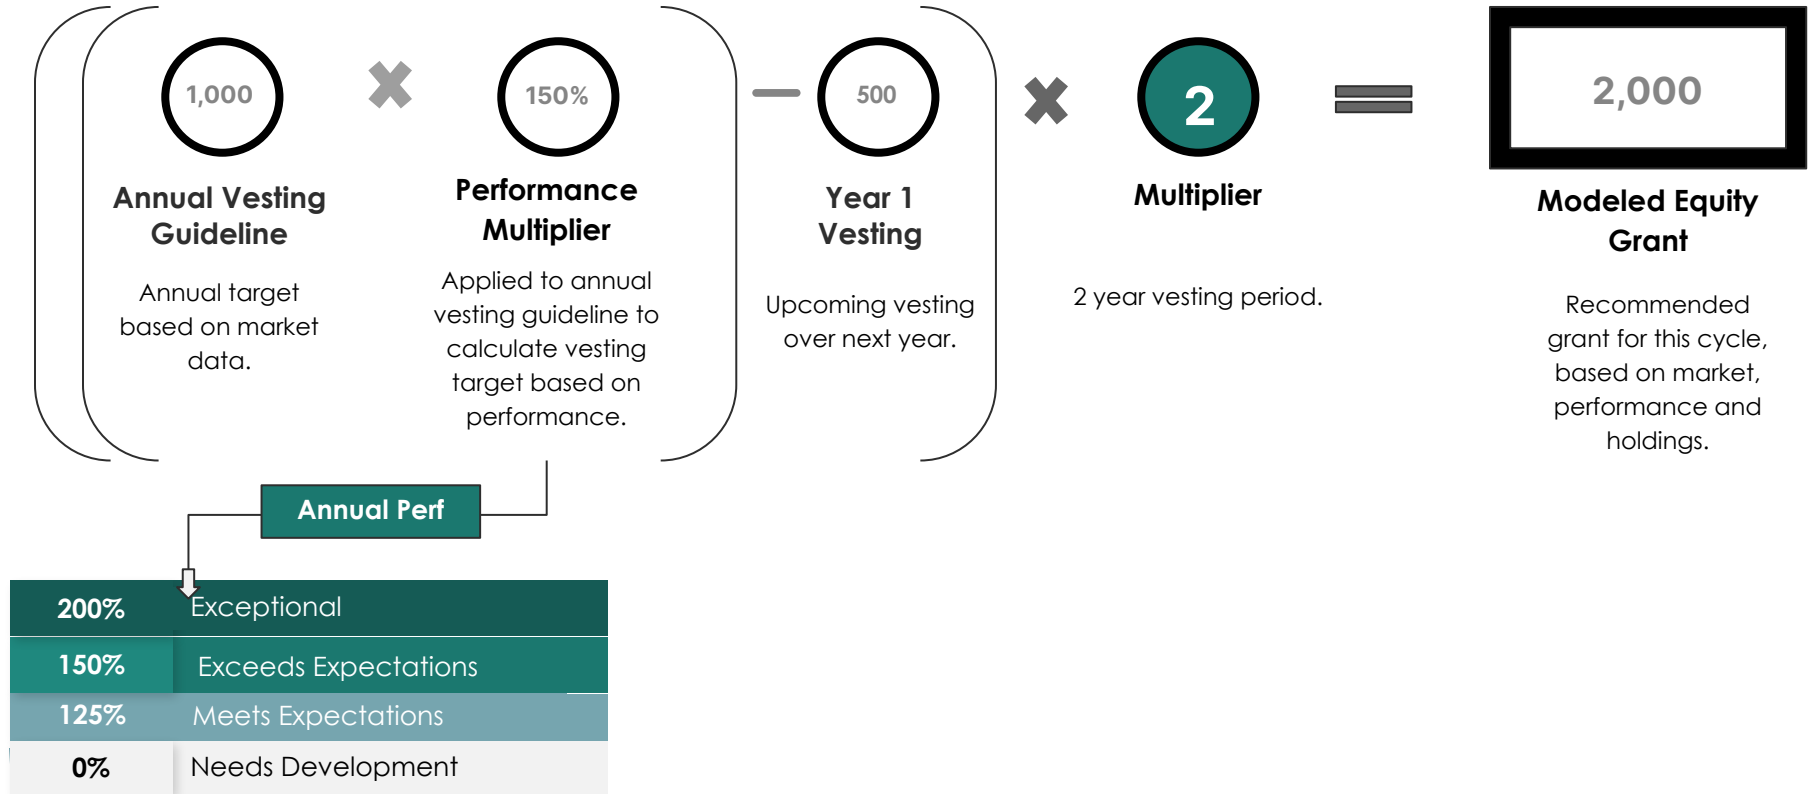 1,000
150%
500
2
2,000
Annual Vesting
Guideline
Performance
Multiplier
Year 1
Vesting
Multiplier
Modeled Equity
Grant
Annual target
based on market
data.
Applied to annual
vesting guideline to
calculate vesting
target based on
performance.
Upcoming vesting
over next year.
2 year vesting period.
Recommended
grant for this cycle,
based on market,
performance and
holdings.
Annual Perf
200% Exceptional
150% Exceeds Expectations
125% Meets Expectations
0% Needs Development